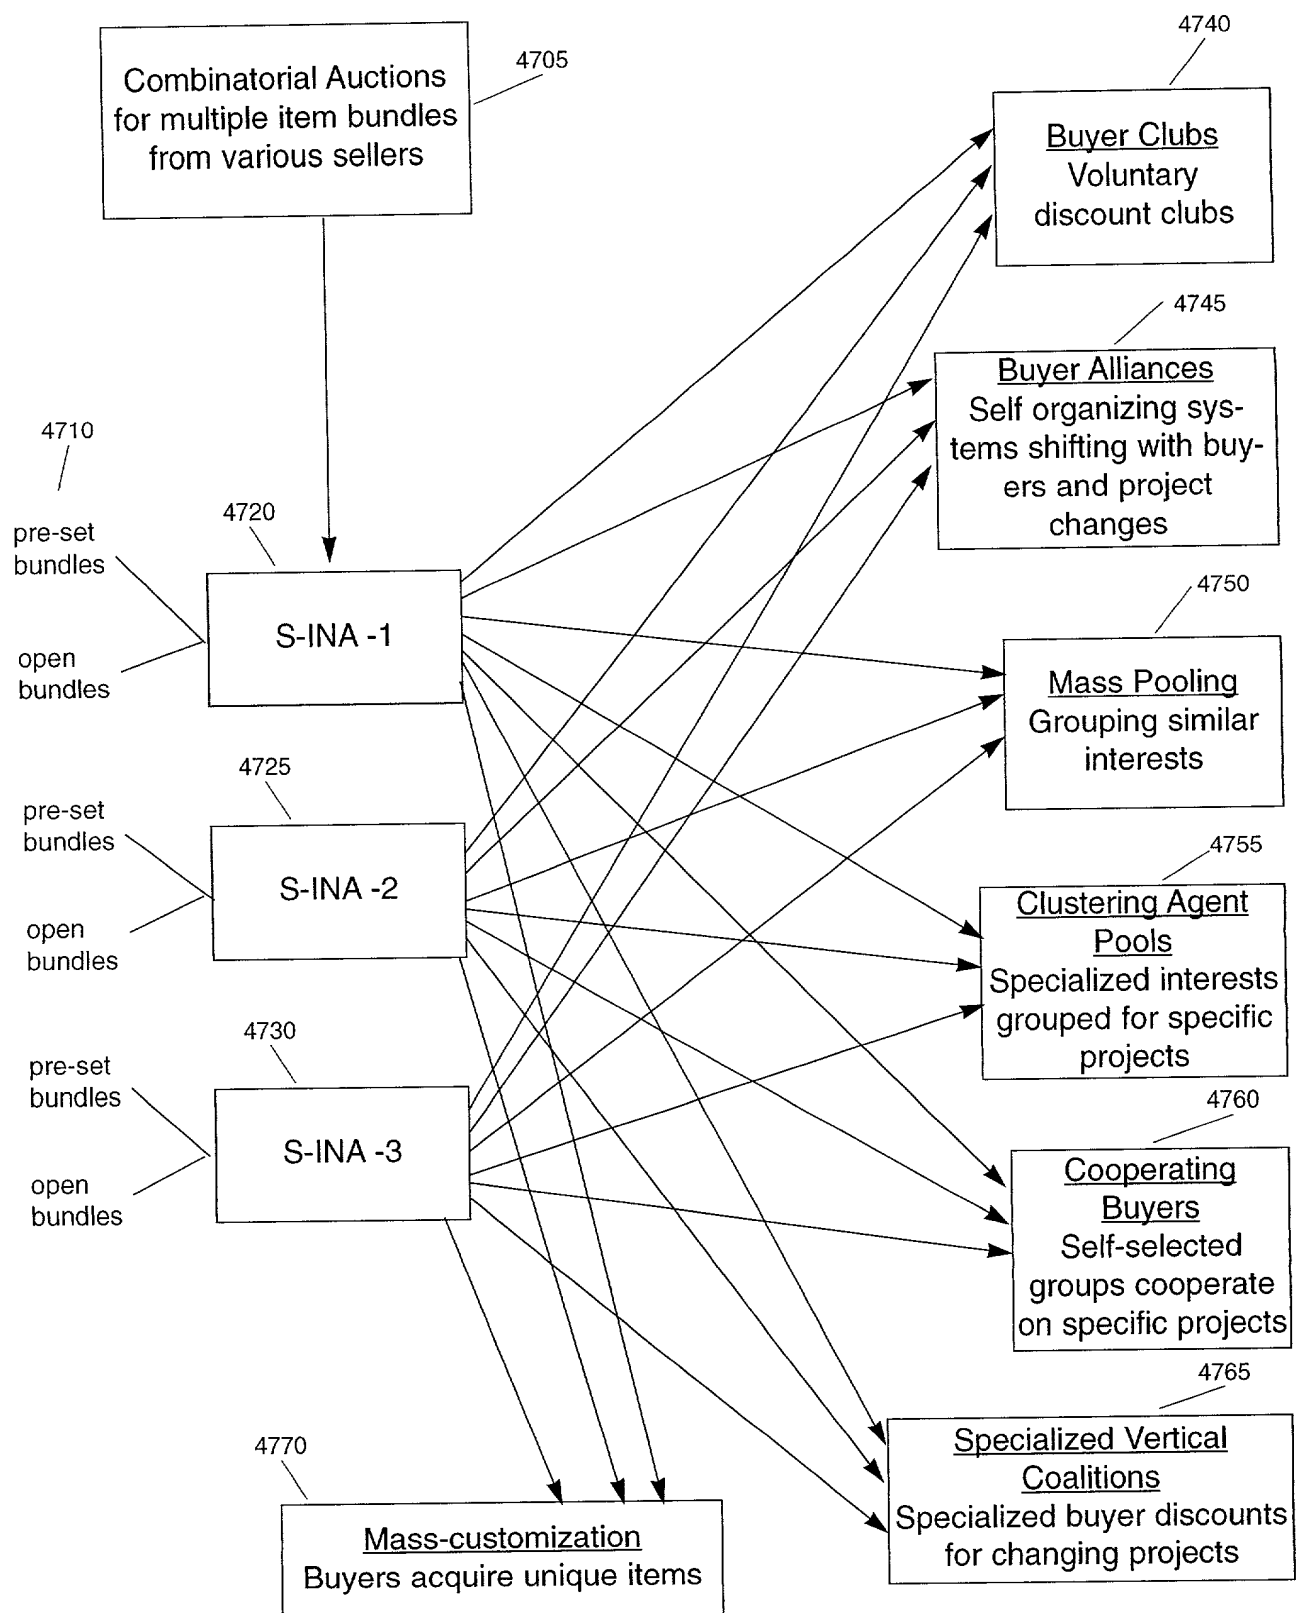 4740
4705
Combinatorial Auctions
for multiple item bundles
from various sellers
Buyer Clubs
Voluntary
discount clubs
4745
Buyer Alliances
Self organizing sys-
tems shifting with buy-
ers and project
changes
4710
4720
pre-set
bundles
open
bundles
S-INA -1
4750
Mass Pooling
Grouping similar
interests
4725
pre-set
bundles
open
bundles
S-INA -2
4755
Clustering Agent
Pools
Specialized interests
grouped for specific
projects
4730
pre-set
bundles
open
bundles
S-INA -3
4760
Cooperating
Buyers
Self-selected
groups cooperate
on specific projects
4765
Specialized Vertical
Coalitions
Specialized buyer discounts
for changing projects
4770
Mass-customization
Buyers acquire unique items